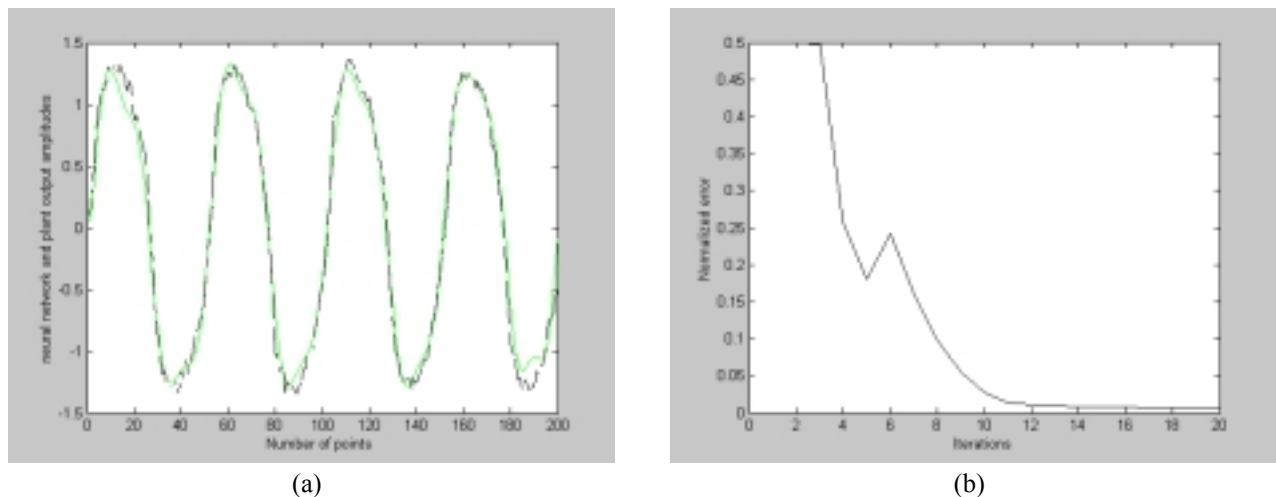 1.5
1
0.5
0
-0.5
-1
-1.5
0 20 40 60 80 100 120 140 160 180 200
neural network and plant output amplitudes
Number of points
(a)
0.5
0.45
0.4
0.35
0.3
0.25
0.2
0.15
0.1
0.05
0
0 2 4 6 8 10 12 14 16 18 20
Normalized error
Iterations
(b)